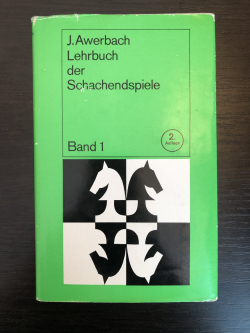 J. Awerbach
Lehrbuch
der
Schachendspiele
Band 1
2.
Auflage